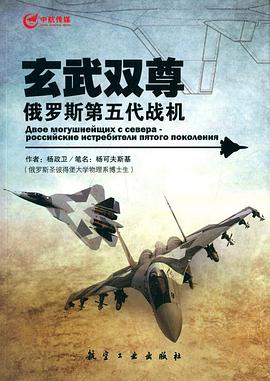 中航传媒
玄武双尊
俄罗斯第五代战机
Двое могушнейщих с севера -
российские истребители пятого поколения
作者：杨政卫／笔名：杨可夫斯基
（俄罗斯圣彼得堡大学物理系博士生）
航空工业出版社